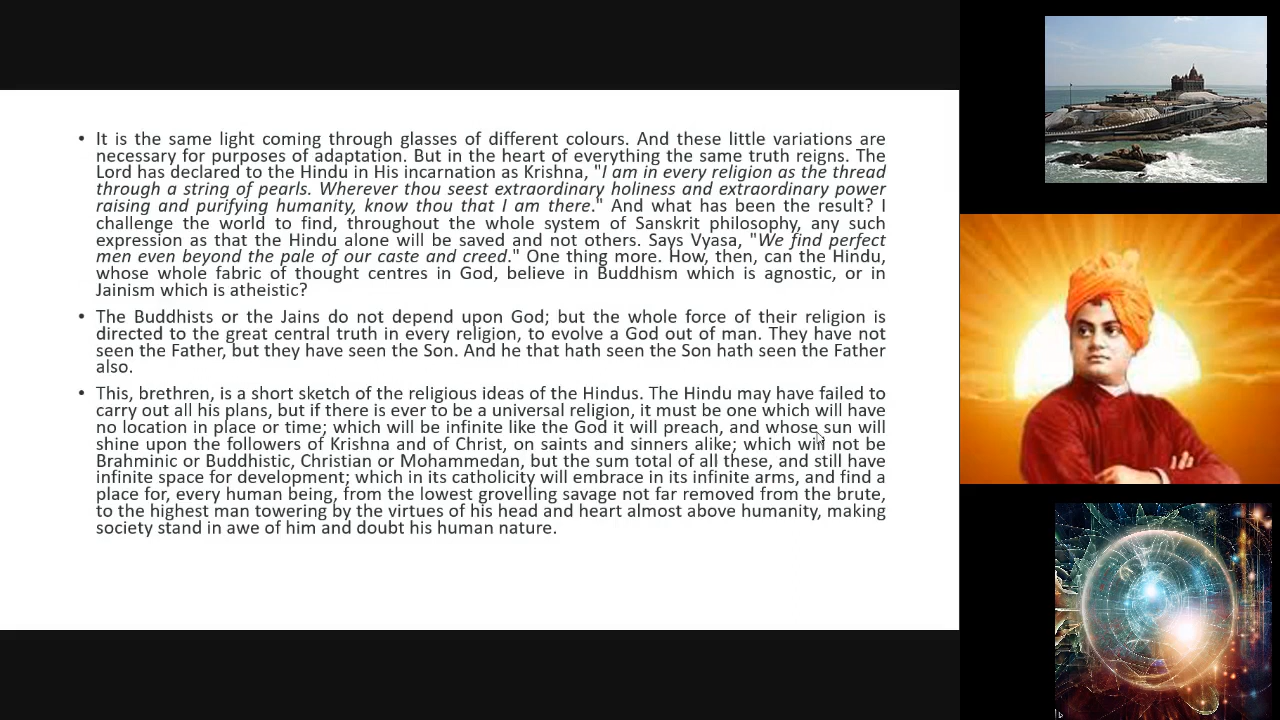 • It is the same light coming through glasses of different colours. And these little variations are
necessary for purposes of adaptation. But in the heart of everything the same truth reigns. The
Lord has declared to the Hindu in His incarnation as Krishna, "I am in every religion as the thread
through a string of pearls. Wherever thou seest extraordinary holiness and extraordinary power
raising and purifying humanity, know thou that I am there." And what has been the result? I
challenge the world to find, throughout the whole system of Sanskrit philosophy, any such
expression as that the Hindu alone will be saved and not others. Says Vyasa, "We find perfect
men even beyond the pale of our caste and creed." One thing more. How, then, can the Hindu,
whose whole fabric of thought centres in God, believe in Buddhism which is agnostic, or in
Jainism which is atheistic?
• The Buddhists or the Jains do not depend upon God; but the whole force of their religion is
directed to the great central truth in every religion, to evolve a God out of man. They have not
seen the Father, but they have seen the Son. And he that hath seen the Son hath seen the Father
also.
• This, brethren, is a short sketch of the religious ideas of the Hindus. The Hindu may have failed to
carry out all his plans, but if there is ever to be a universal religion, it must be one which will have
no location in place or time; which will be infinite like the God it will preach, and whose sun will
shine upon the followers of Krishna and of Christ, on saints and sinners alike; which will not be
Brahminic or Buddhistic, Christian or Mohammedan, but the sum total of all these, and still have
infinite space for development; which in its catholicity will embrace in its infinite arms, and find a
place for, every human being, from the lowest grovelling savage not far removed from the brute,
to the highest man towering by the virtues of his head and heart almost above humanity, making
society stand in awe of him and doubt his human nature.